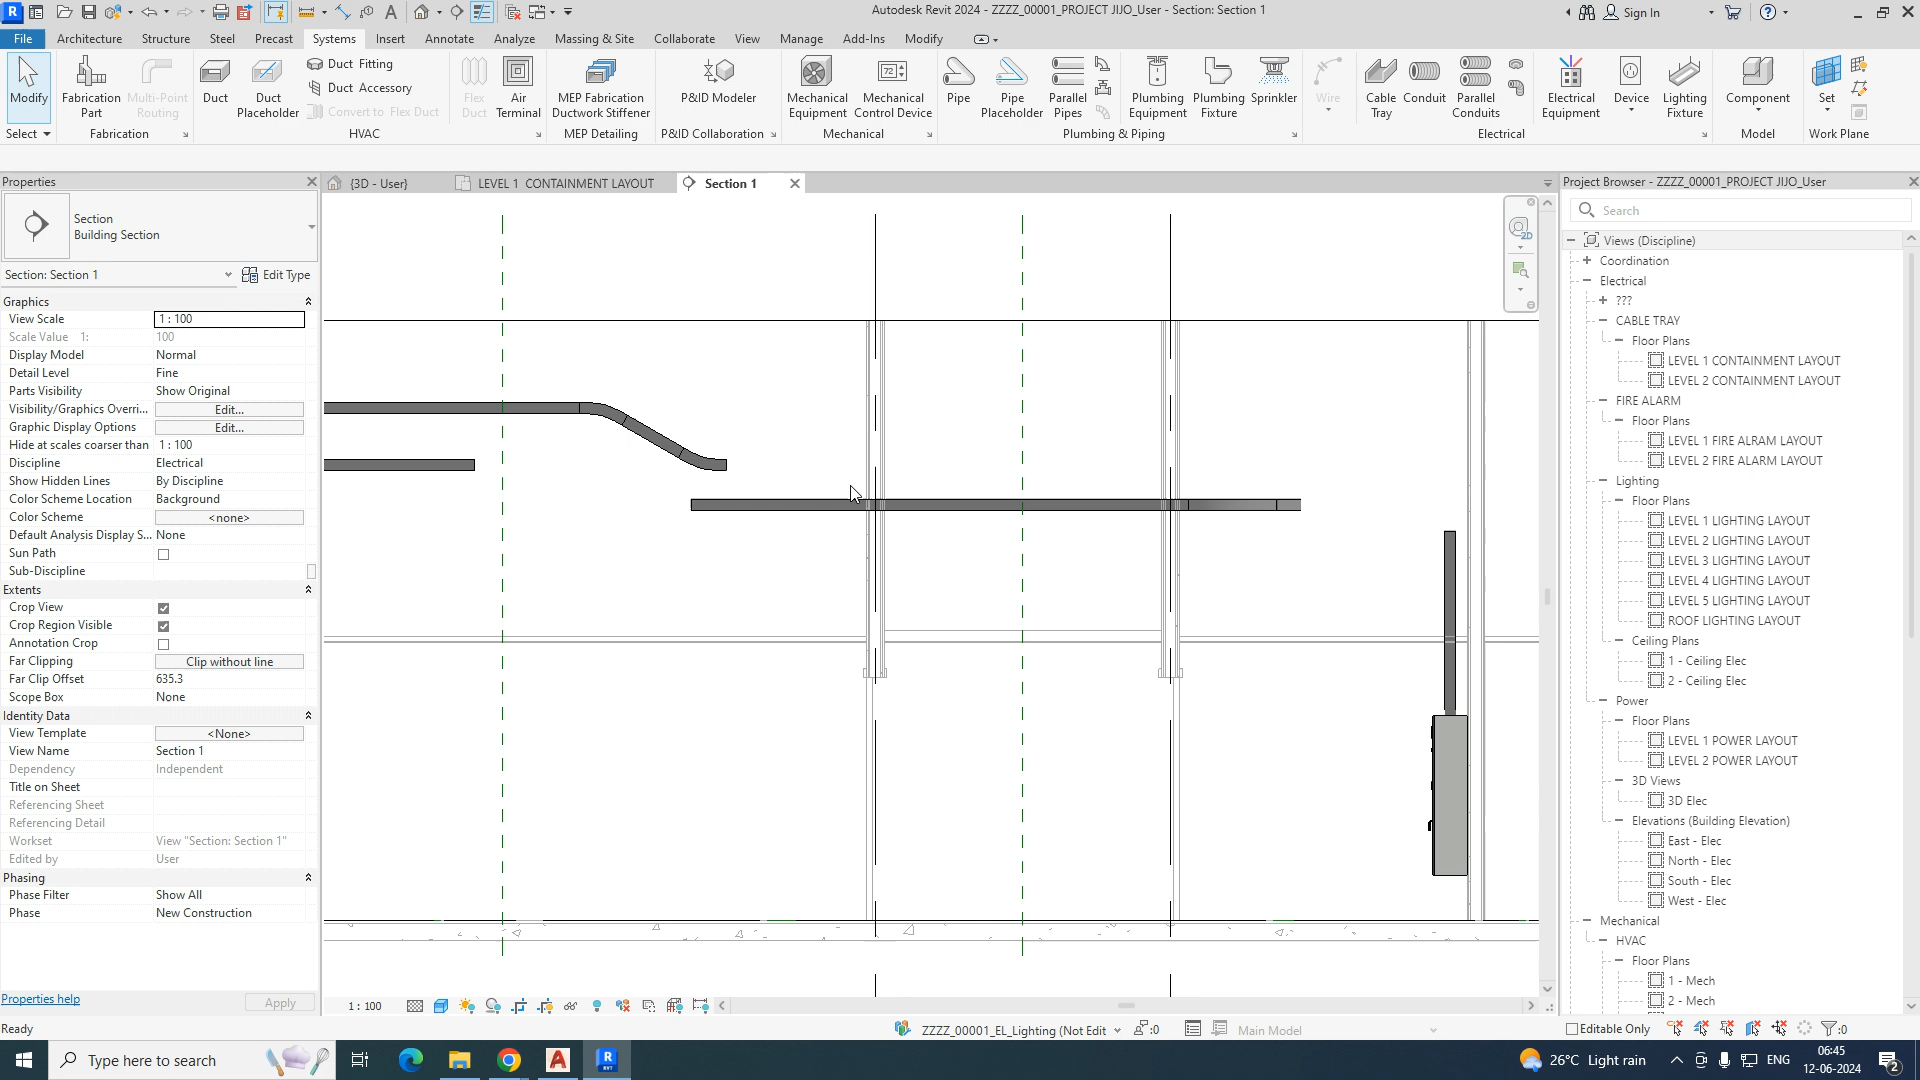 Autodesk Revit 2024 - ZZZZ_00001_PROJECT JIJO_User - Section: Section 1
Sign In
File Architecture Structure Steel Precast Systems Insert Annotate Analyze Massing & Site Collaborate View Manage Add-Ins Modify
Modify
Select
Fabrication Part
Multi-Point Routing
Fabrication
Duct
Duct Placeholder
Duct Fitting
Duct Accessory
Convert to Flex Duct
Flex Duct
Air Terminal
HVAC
MEP Fabrication Ductwork Stiffener
MEP Detailing
P&ID Modeler
P&ID Collaboration
Mechanical Equipment
Mechanical Control Device
Mechanical
Pipe
Pipe Placeholder
Parallel Pipes
Plumbing Equipment
Plumbing Fixture
Sprinkler
Plumbing & Piping
Wire
Cable Tray
Conduit
Parallel Conduits
Electrical Equipment
Device
Lighting Fixture
Electrical
Component
Model
Set
Work Plane
Properties
Section
Building Section
Section: Section 1
Edit Type
Graphics
View Scale 1 : 100
Scale Value 1: 100
Display Model Normal
Detail Level Fine
Parts Visibility Show Original
Visibility/Graphics Overri... Edit...
Graphic Display Options Edit...
Hide at scales coarser than 1 : 100
Discipline Electrical
Show Hidden Lines By Discipline
Color Scheme Location Background
Color Scheme <none>
Default Analysis Display S... None
Sun Path
Sub-Discipline
Extents
Crop View
Crop Region Visible
Annotation Crop
Far Clipping Clip without line
Far Clip Offset 635.3
Scope Box None
Identity Data
View Template <None>
View Name Section 1
Dependency Independent
Title on Sheet
Referencing Sheet
Referencing Detail
Workset View "Section: Section 1"
Edited by User
Phasing
Phase Filter Show All
Phase New Construction
Properties help
Apply
{3D - User}
LEVEL 1 CONTAINMENT LAYOUT
Section 1
2D
1 : 100
Project Browser - ZZZZ_00001_PROJECT JIJO_User
Search
Views (Discipline)
Coordination
Electrical
???
CABLE TRAY
Floor Plans
LEVEL 1 CONTAINMENT LAYOUT
LEVEL 2 CONTAINMENT LAYOUT
FIRE ALARM
Floor Plans
LEVEL 1 FIRE ALRAM LAYOUT
LEVEL 2 FIRE ALARM LAYOUT
Lighting
Floor Plans
LEVEL 1 LIGHTING LAYOUT
LEVEL 2 LIGHTING LAYOUT
LEVEL 3 LIGHTING LAYOUT
LEVEL 4 LIGHTING LAYOUT
LEVEL 5 LIGHTING LAYOUT
ROOF LIGHTING LAYOUT
Ceiling Plans
1 - Ceiling Elec
2 - Ceiling Elec
Power
Floor Plans
LEVEL 1 POWER LAYOUT
LEVEL 2 POWER LAYOUT
3D Views
3D Elec
Elevations (Building Elevation)
East - Elec
North - Elec
South - Elec
West - Elec
Mechanical
HVAC
Floor Plans
1 - Mech
2 - Mech
Ready
ZZZZ_00001_EL_Lighting (Not Edit
:0
Main Model
Editable Only
:0
Type here to search
26°C Light rain
ENG
06:45
12-06-2024
2